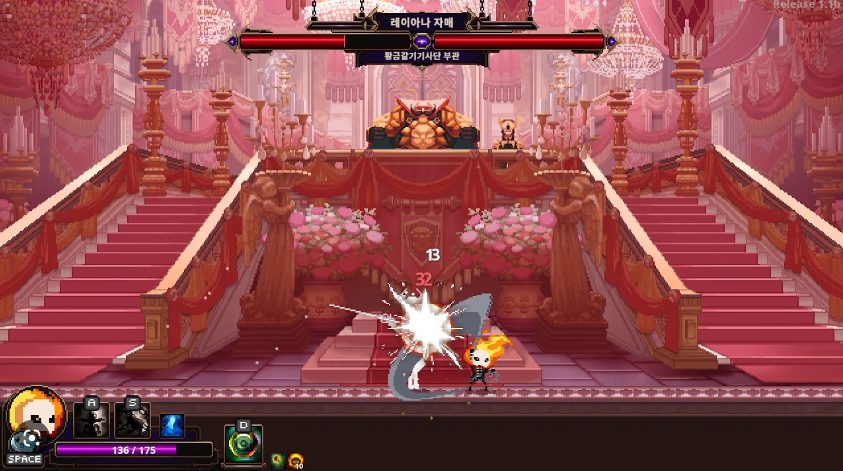 Release 1.1b
레이아나 자매
황금갈기기사단 부관
13
32
A
S
D
SPACE
136 / 175
10